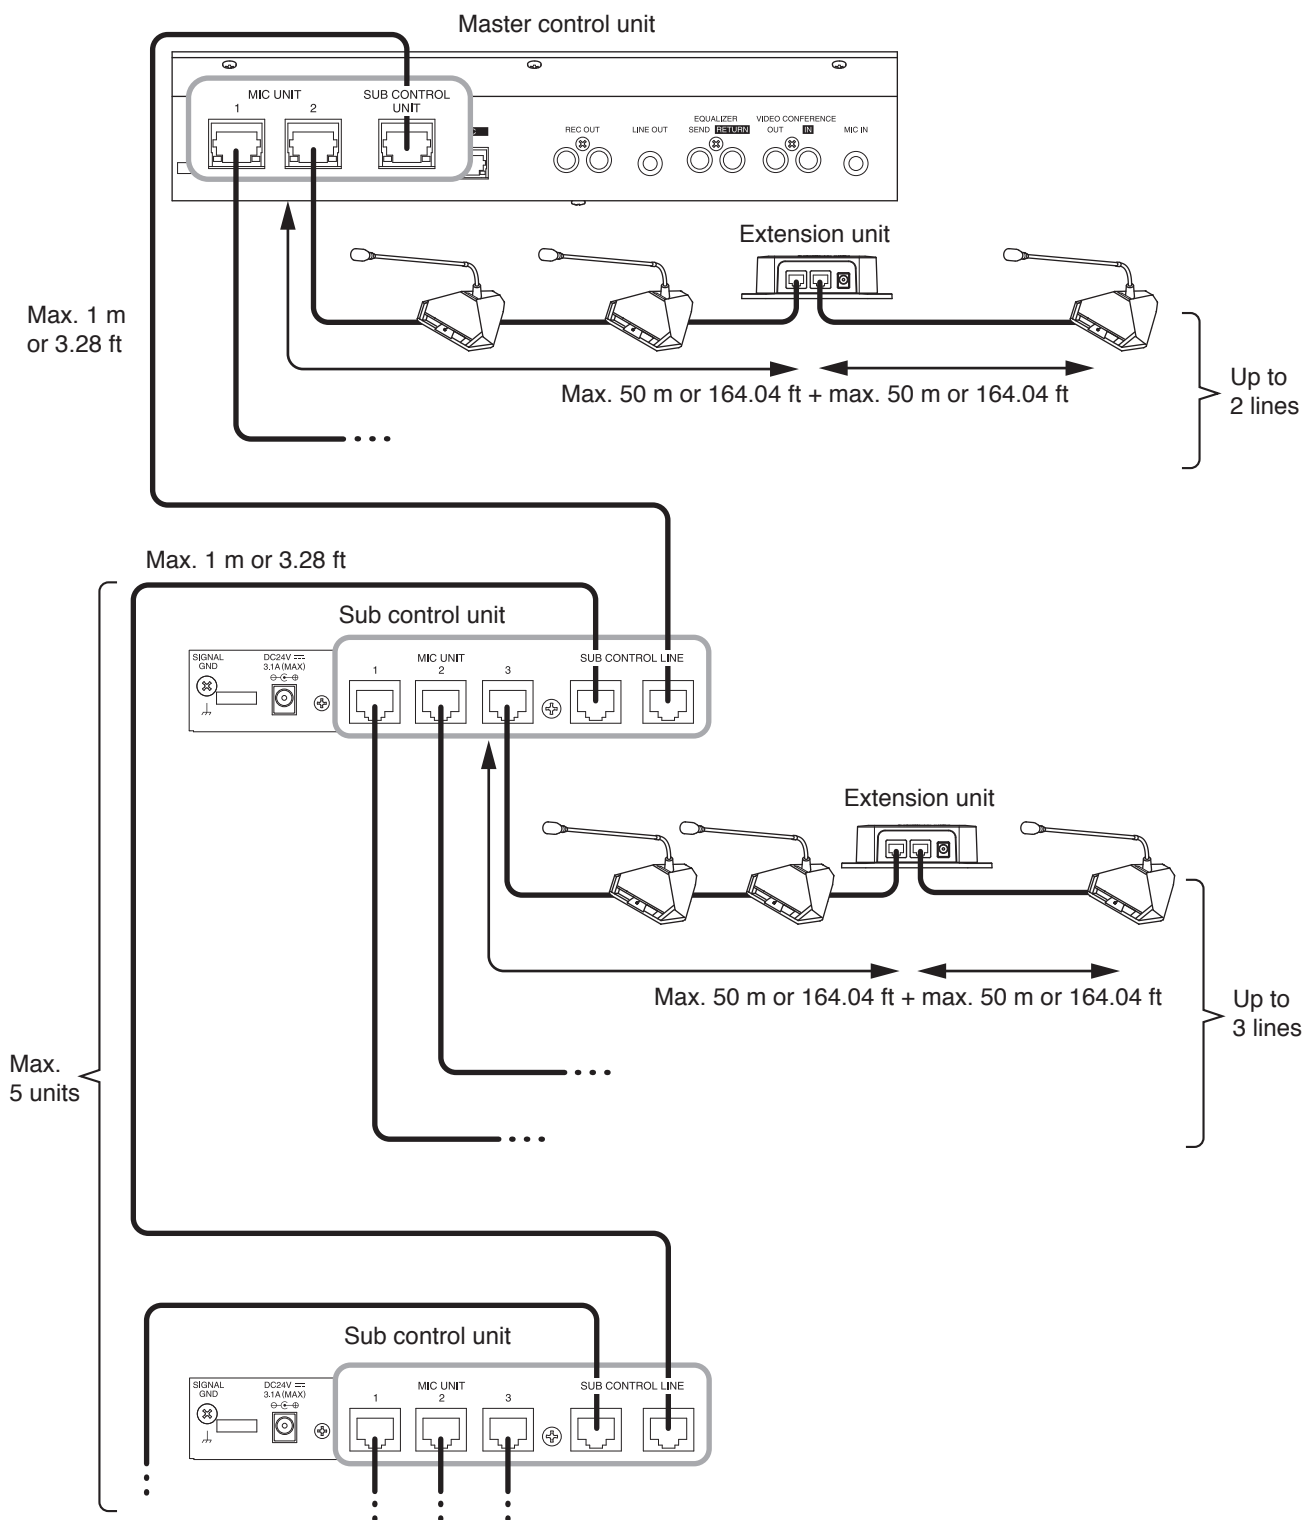 Master control unit
MIC UNIT
1
2
SUB CONTROL
UNIT
REC OUT
LINE OUT
EQUALIZER
SEND RETURN
VIDEO CONFERENCE
OUT IN
MIC IN
Extension unit
Max. 1 m
or 3.28 ft
Max. 50 m or 164.04 ft + max. 50 m or 164.04 ft
Up to
2 lines
Max. 1 m or 3.28 ft
Sub control unit
SIGNAL
GND
DC24V
3.1A (MAX)
MIC UNIT
1
2
3
SUB CONTROL LINE
Extension unit
Max. 50 m or 164.04 ft + max. 50 m or 164.04 ft
Up to
3 lines
Max.
5 units
Sub control unit
SIGNAL
GND
DC24V
3.1A (MAX)
MIC UNIT
1
2
3
SUB CONTROL LINE